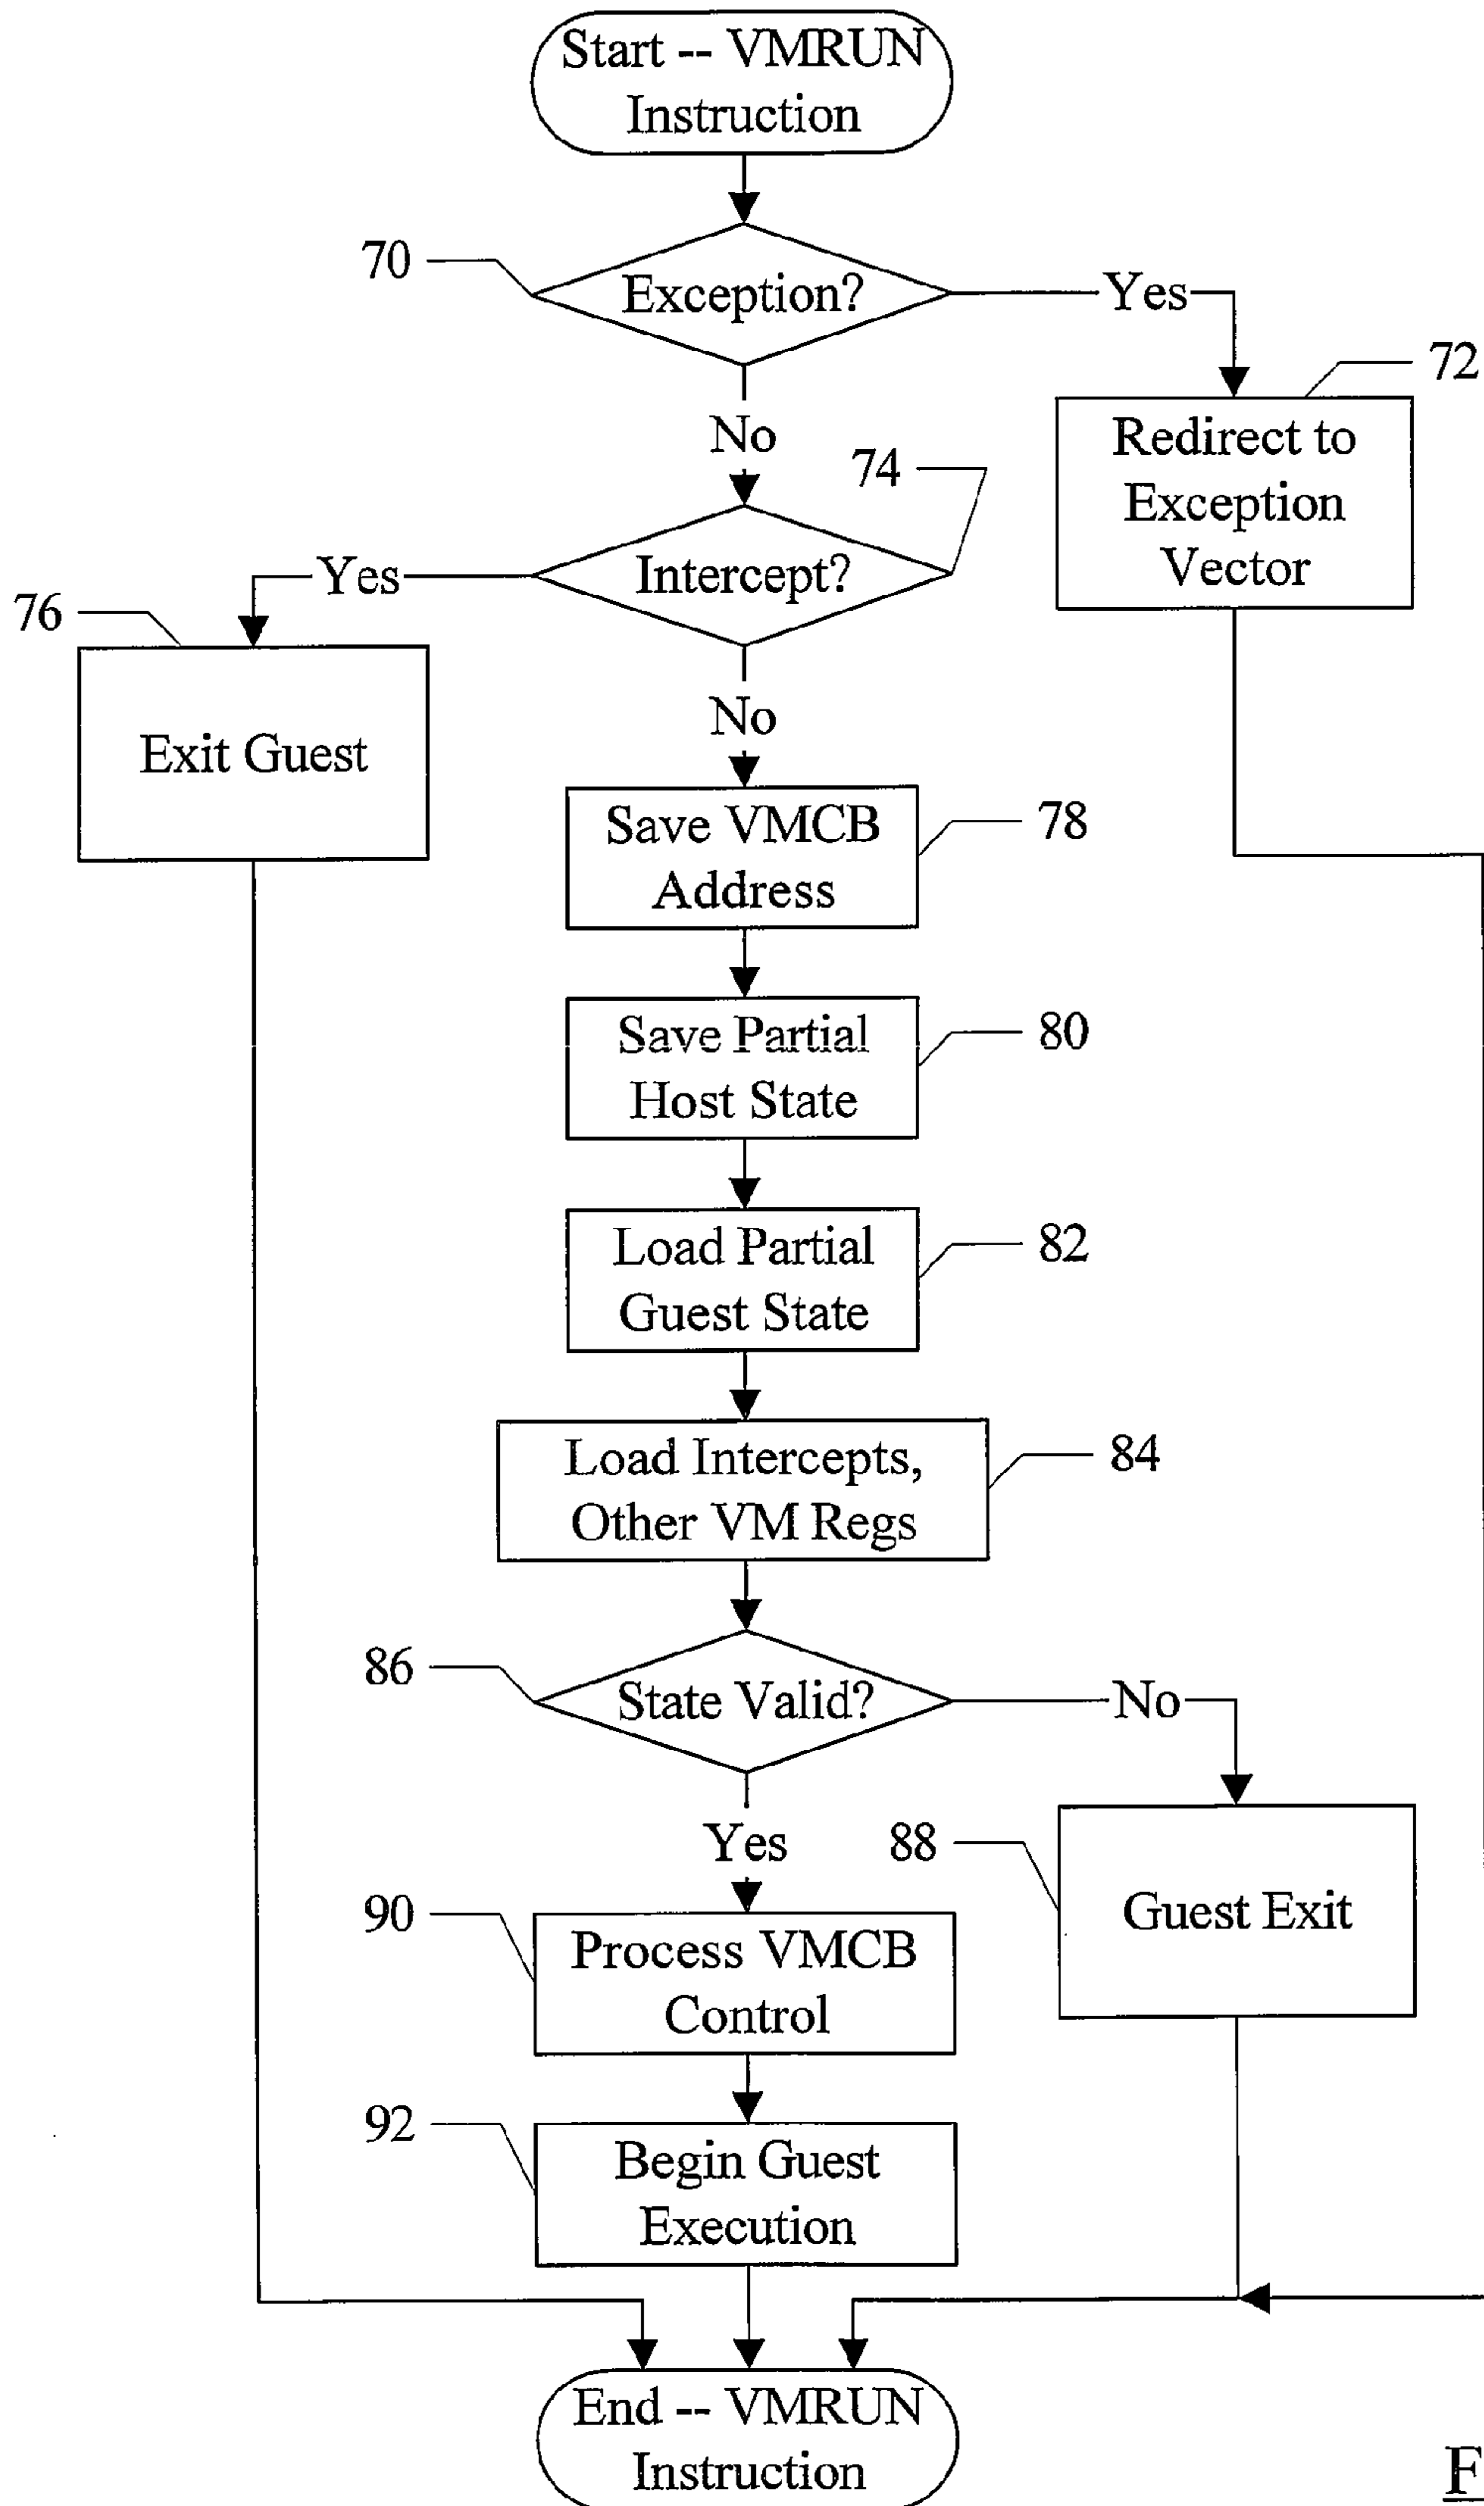 Start -- VMRUN
Instruction
70
Exception?
Yes
72
Redirect to
Exception
Vector
No
74
Intercept?
Yes
76
Exit Guest
No
Save VMCB
Address
78
Save Partial
Host State
80
Load Partial
Guest State
82
Load Intercepts,
Other VM Regs
84
86
State Valid?
No
Yes
88
Guest Exit
90
Process VMCB
Control
92
Begin Guest
Execution
End -- VMRUN
Instruction
F